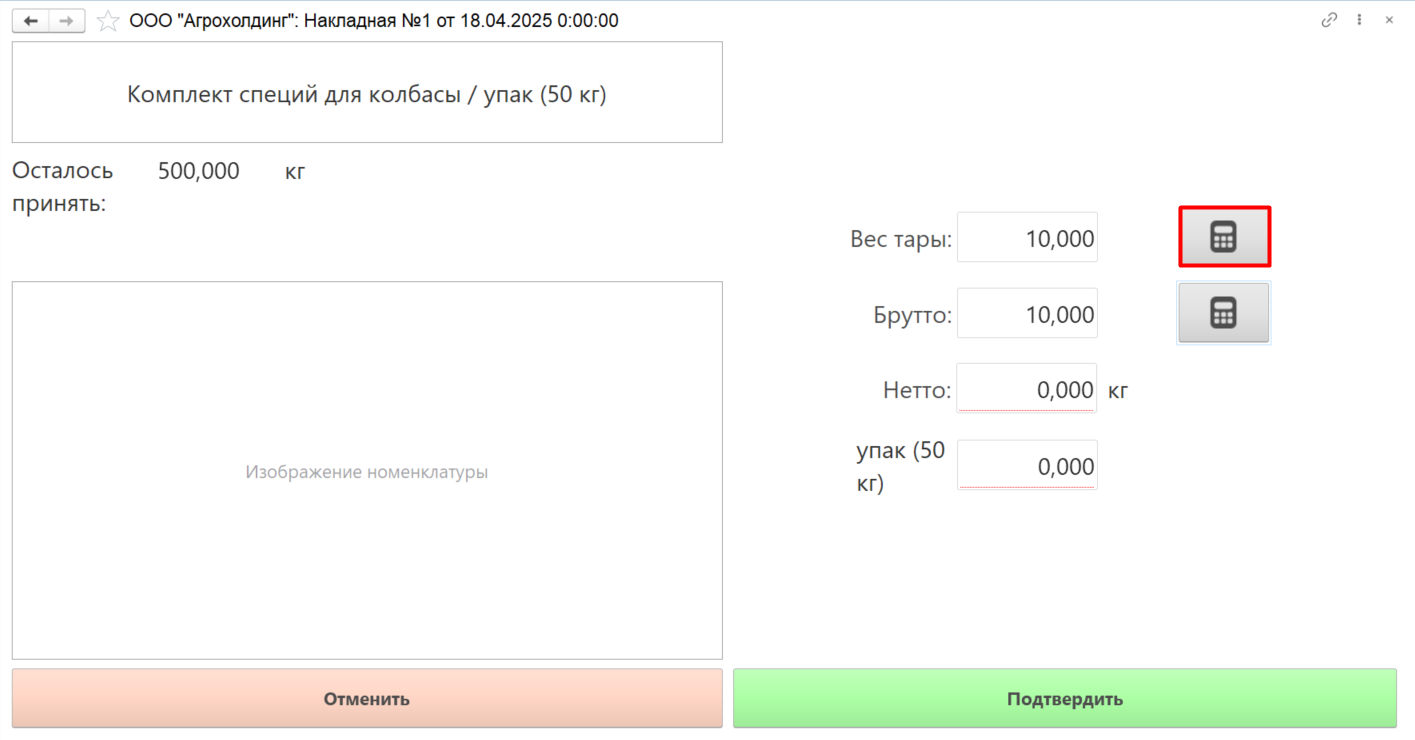 ООО "Агрохолдинг": Накладная №1 от 18.04.2025 0:00:00
Комплект специй для колбасы / упак (50 кг)
Осталось 500,000 кг
принять:
Вес тары: 10,000
Брутто: 10,000
Нетто: 0,000 кг
упак (50
кг) 0,000
Изображение номенклатуры
Отменить
Подтвердить